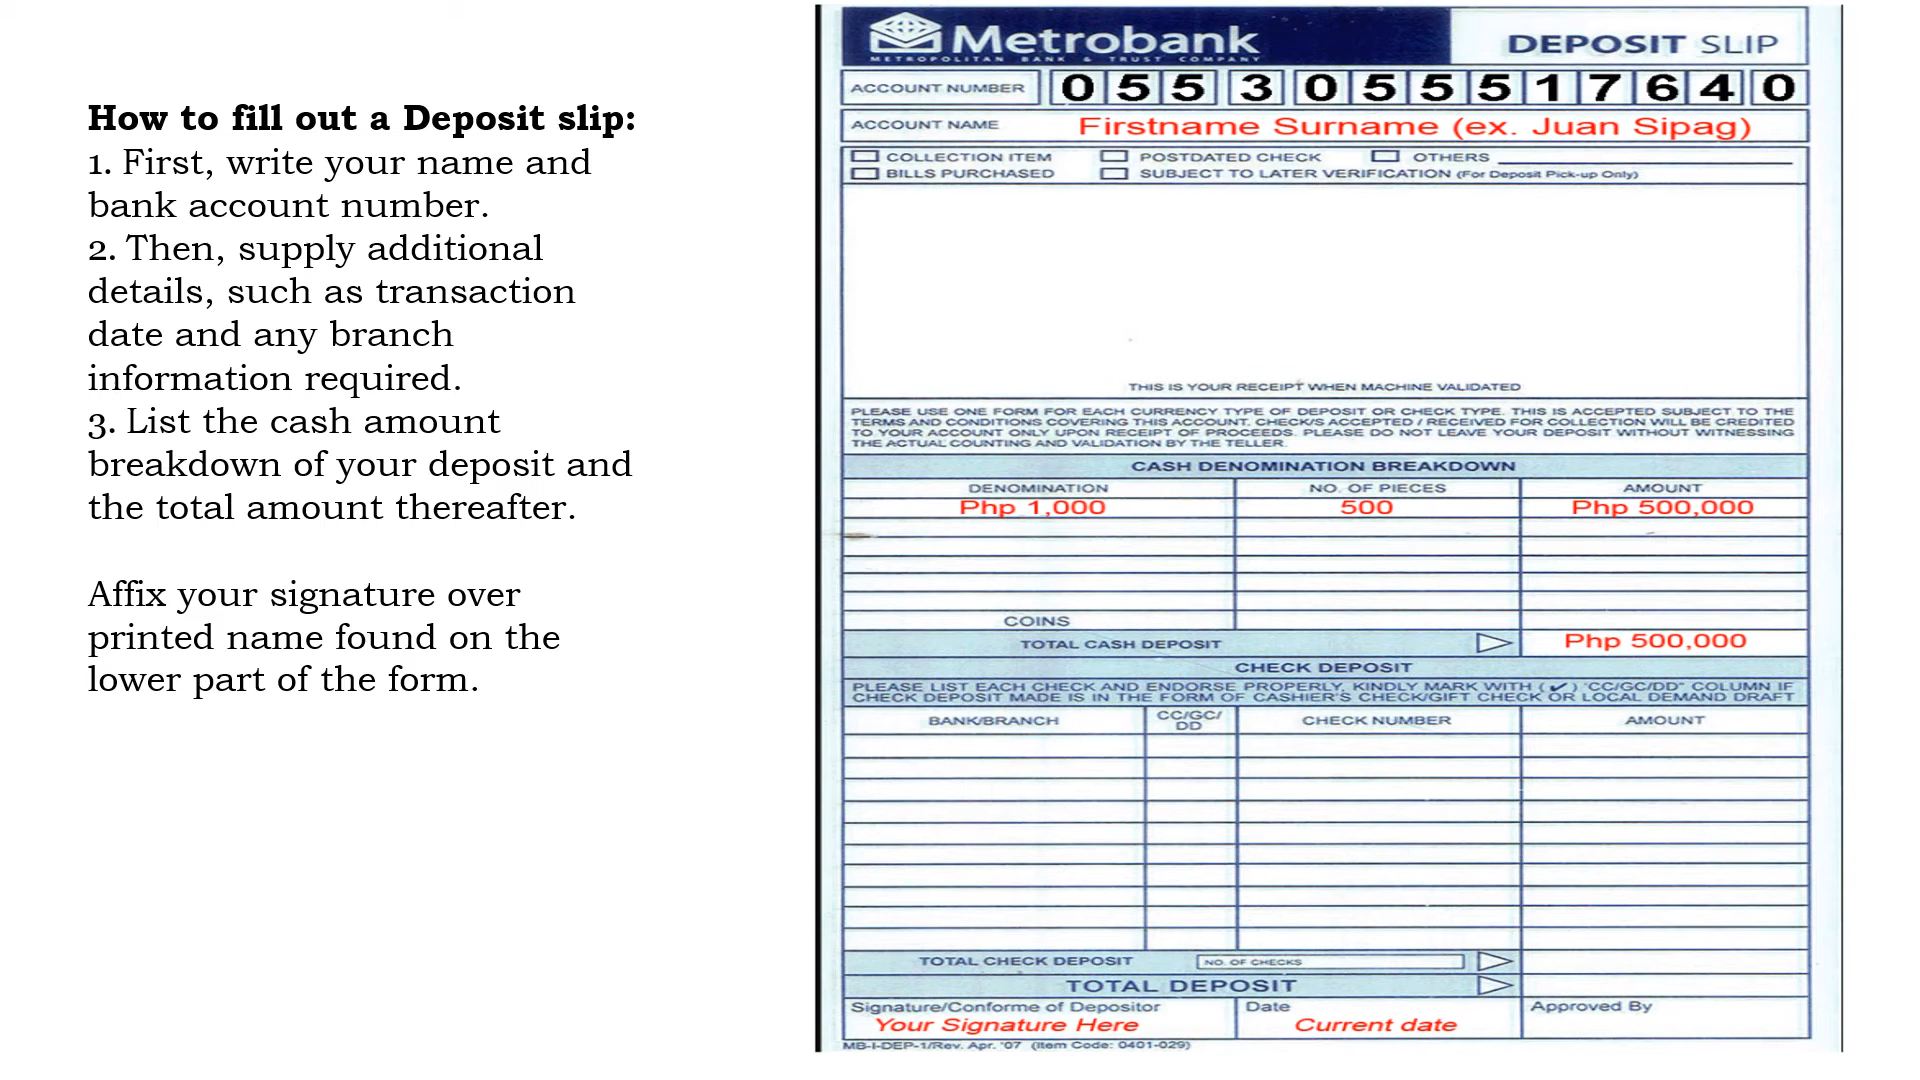 How to fill out a Deposit slip:
1. First, write your name and
bank account number.
2. Then, supply additional
details, such as transaction
date and any branch
information required.
3. List the cash amount
breakdown of your deposit and
the total amount thereafter.
Affix your signature over
printed name found on the
lower part of the form.
Metrobank
METROPOLITAN BANK & TRUST COMPANY
DEPOSIT SLIP
ACCOUNT NUMBER 0 5 5 3 0 5 5 5 1 7 6 4 0
ACCOUNT NAME Firstname Surname (ex. Juan Sipag)
COLLECTION ITEM POSTDATED CHECK OTHERS
BILLS PURCHASED SUBJECT TO LATER VERIFICATION (For Deposit Pick-up Only)
THIS IS YOUR RECEIPT WHEN MACHINE VALIDATED
PLEASE USE ONE FORM FOR EACH CURRENCY TYPE OF DEPOSIT OR CHECK TYPE. THIS IS ACCEPTED SUBJECT TO THE
TERMS AND CONDITIONS COVERING THIS ACCOUNT. CHECK/S ACCEPTED / RECEIVED FOR COLLECTION WILL BE CREDITED
TO YOUR ACCOUNT ONLY UPON RECEIPT OF PROCEEDS. PLEASE DO NOT LEAVE YOUR DEPOSIT WITHOUT WITNESSING
THE ACTUAL COUNTING AND VALIDATION BY THE TELLER.
CASH DENOMINATION BREAKDOWN
DENOMINATION NO. OF PIECES AMOUNT
Php 1,000 500 Php 500,000
COINS
TOTAL CASH DEPOSIT Php 500,000
CHECK DEPOSIT
PLEASE LIST EACH CHECK AND ENDORSE PROPERLY, KINDLY MARK WITH (✔) "CC/GC/DD" COLUMN IF
CHECK DEPOSIT MADE IS IN THE FORM OF CASHIER'S CHECK/GIFT CHECK OR LOCAL DEMAND DRAFT
BANK/BRANCH CC/GC/ CHECK NUMBER AMOUNT
DD
TOTAL CHECK DEPOSIT NO. OF CHECKS
TOTAL DEPOSIT
Signature/Conforme of Depositor Date Approved By
Your Signature Here Current date
MB-I-DEP-1/Rev. Apr. '07 (Item Code: 0401-029)